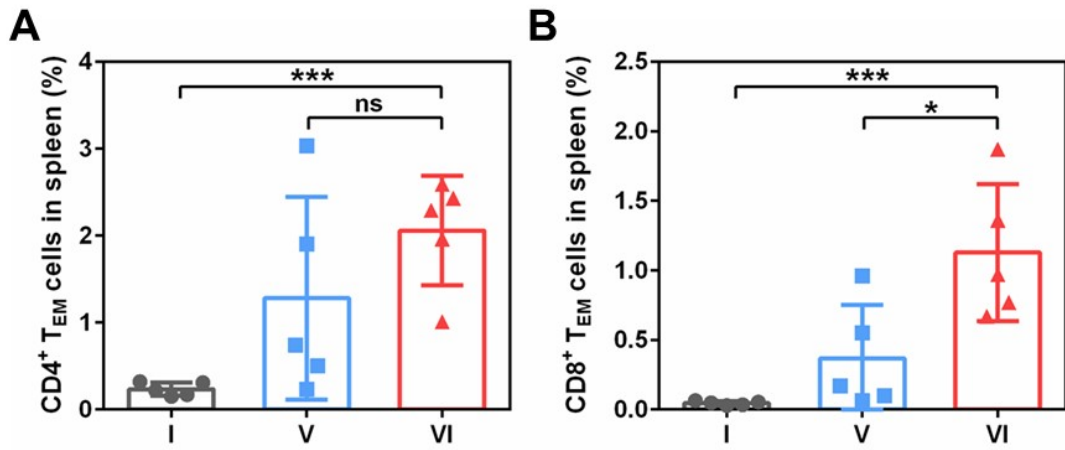 A
CD4+ TEM cells in spleen (%)
4
3
2
1
0
***
ns
I V VI
B
CD8+ TEM cells in spleen (%)
2.5
2.0
1.5
1.0
0.5
0.0
***
*
I V VI